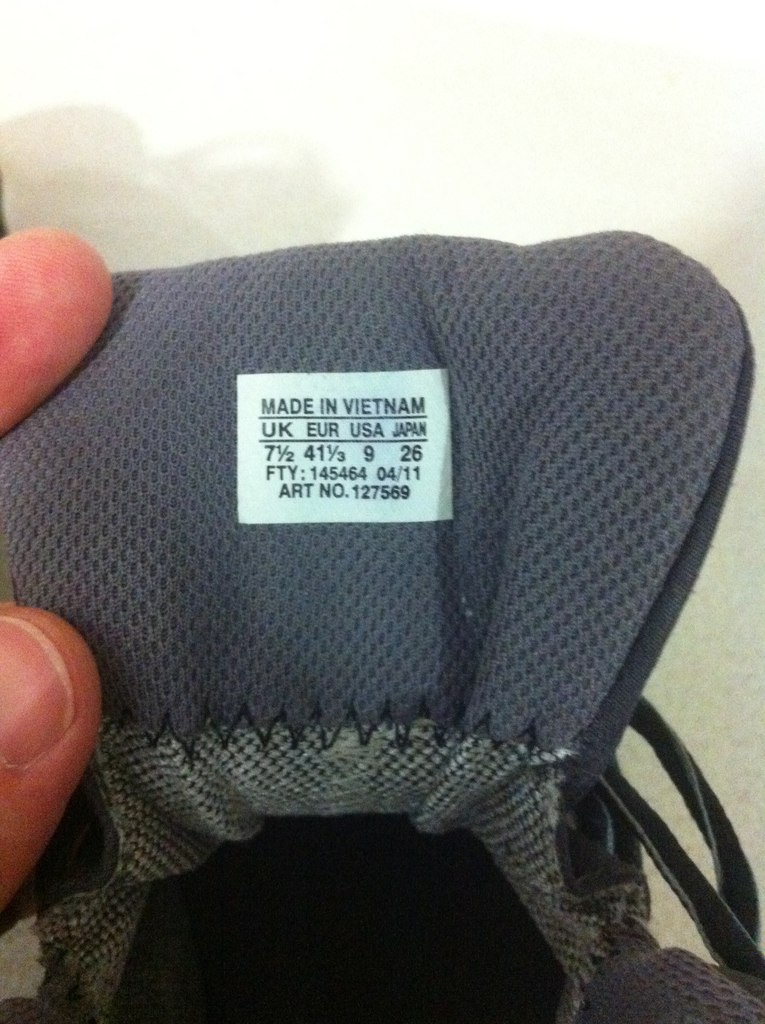 MADE IN VIETNAM
UK EUR USA JAPAN
7½ 41⅓ 9 26
FTY: 145464 04/11
ART NO. 127569